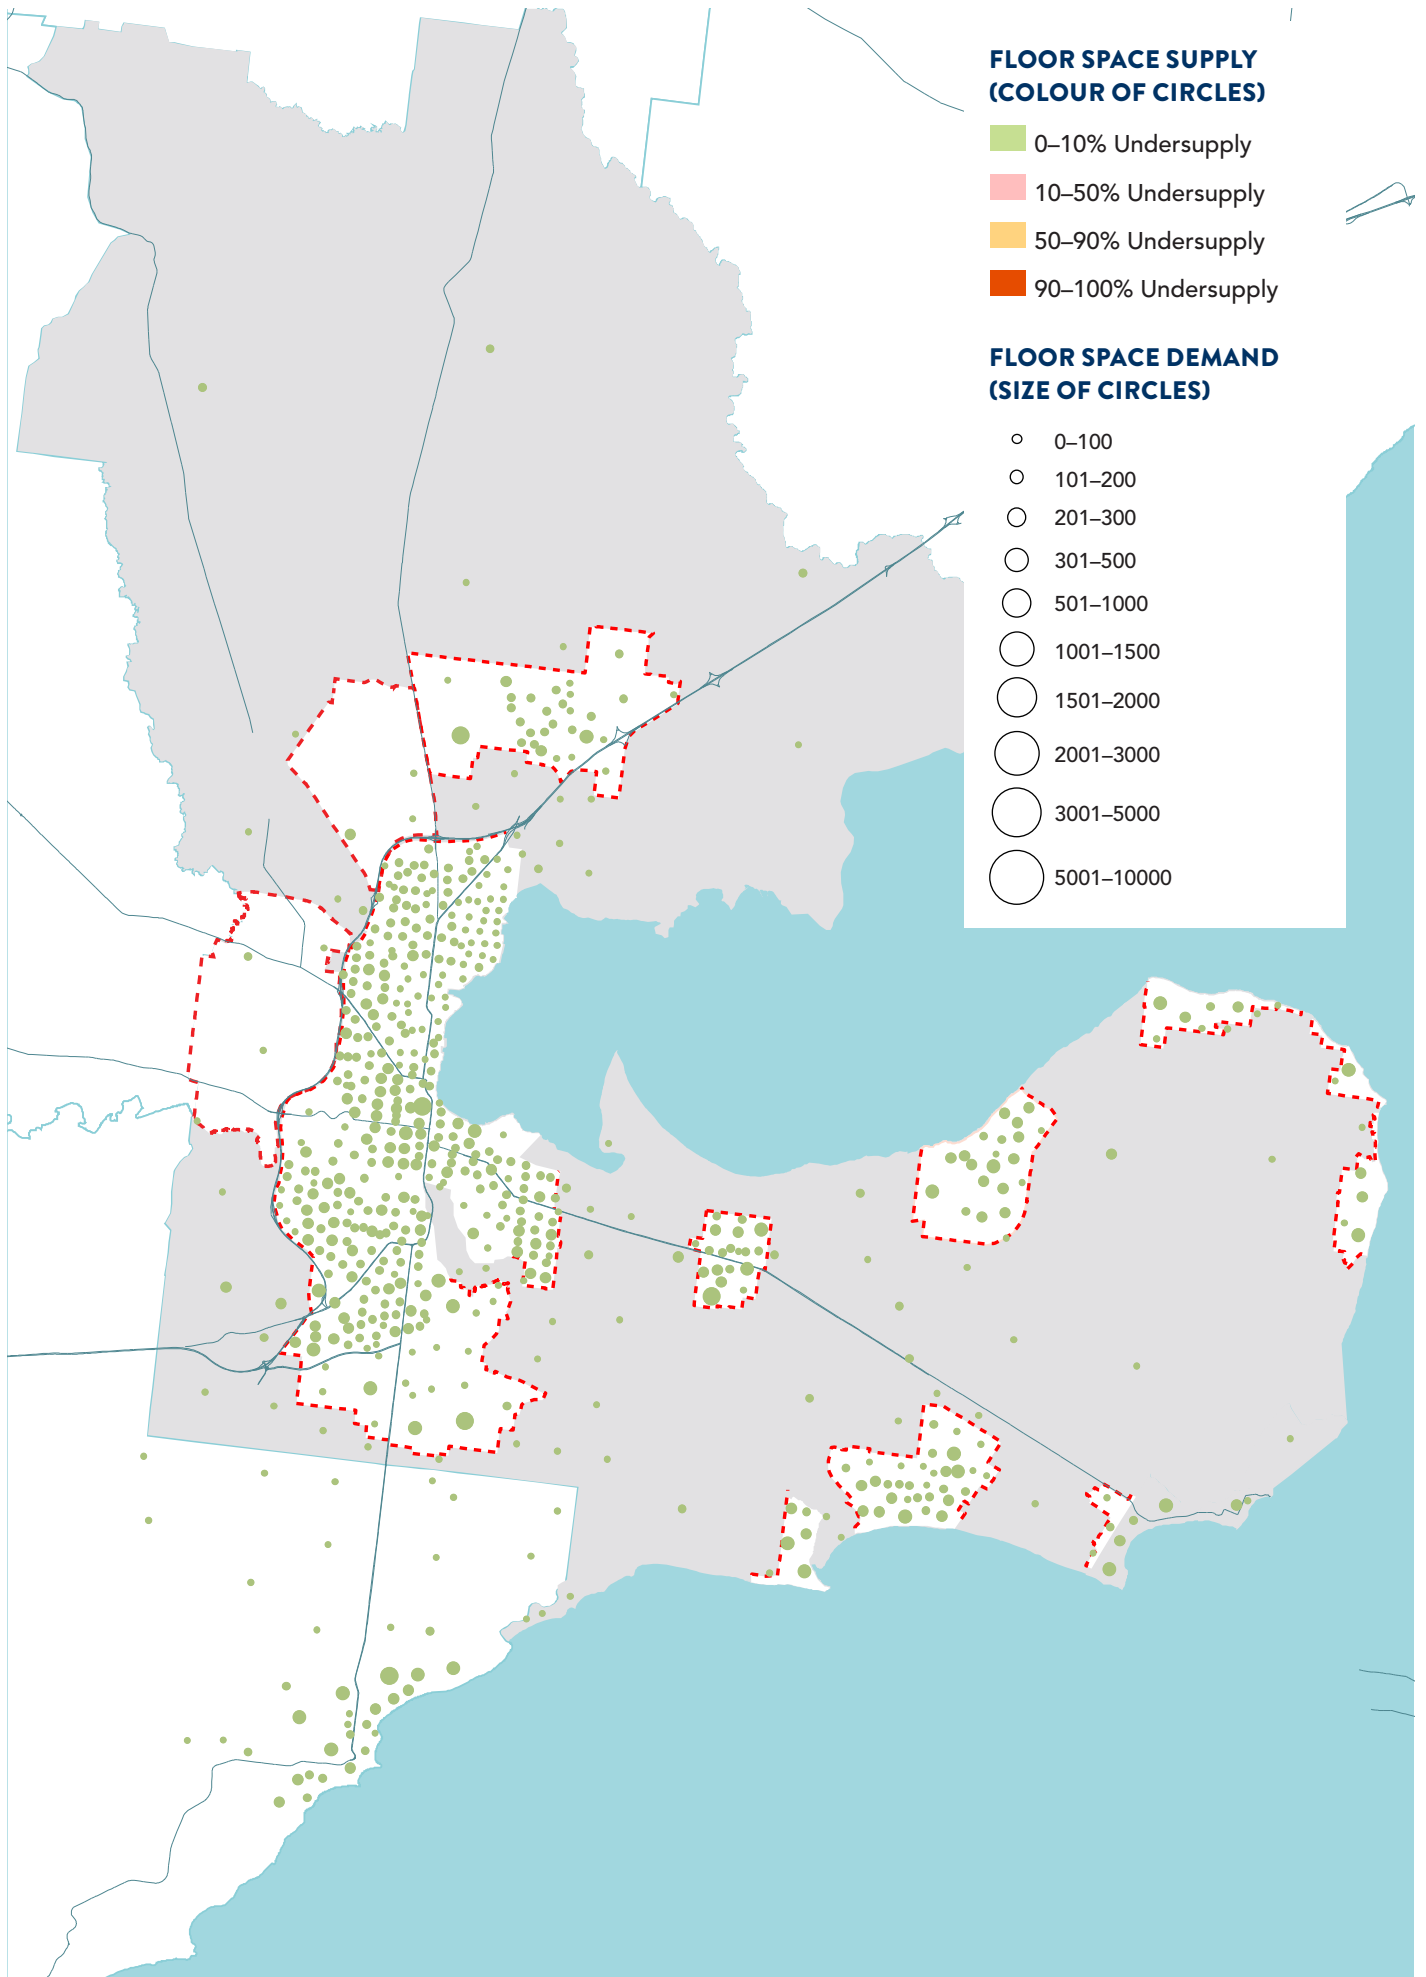 FLOOR SPACE SUPPLY
(COLOUR OF CIRCLES)
0–10% Undersupply
10–50% Undersupply
50–90% Undersupply
90–100% Undersupply
FLOOR SPACE DEMAND
(SIZE OF CIRCLES)
0–100
101–200
201–300
301–500
501–1000
1001–1500
1501–2000
2001–3000
3001–5000
5001–10000